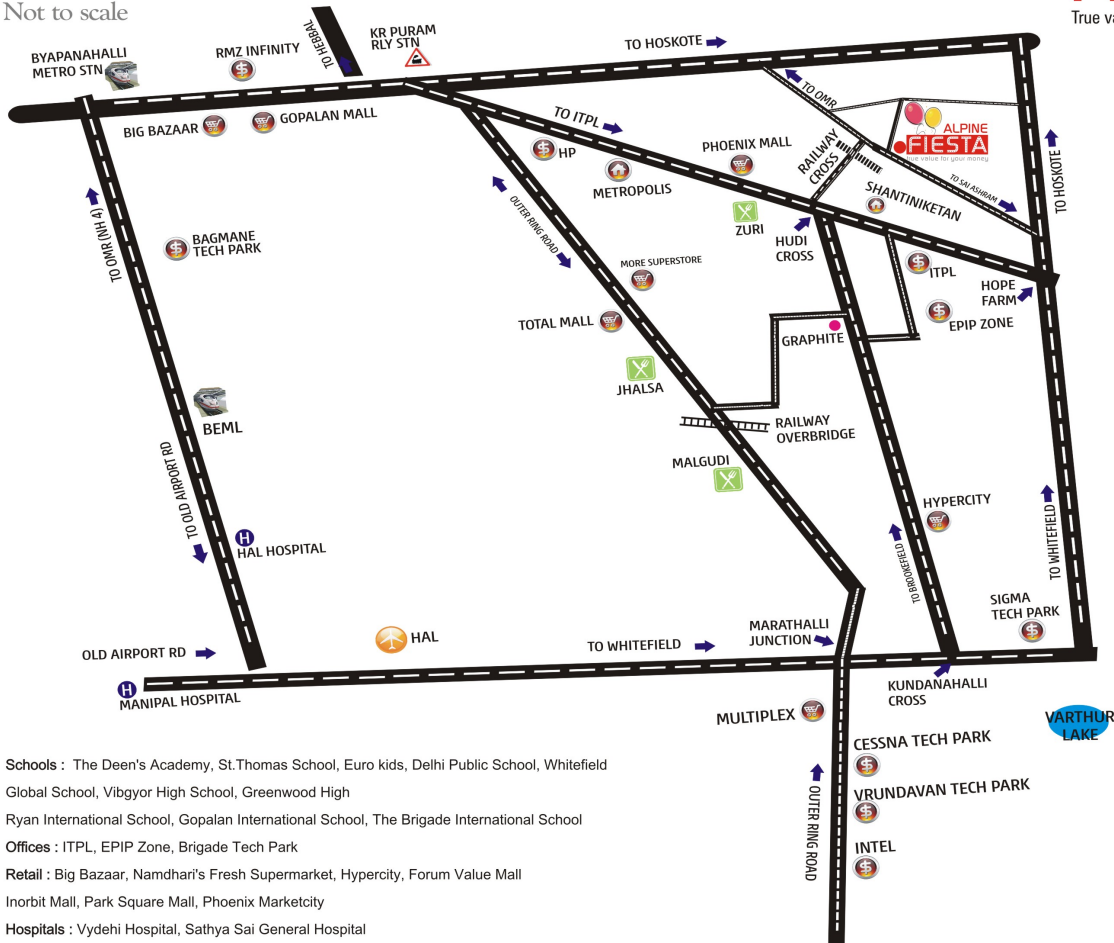 Not to scale
True va
BYAPANAHALLI
METRO STN
RMZ INFINITY
TO HEBBAL
KR PURAM
RLY STN
TO HOSKOTE
BIG BAZAAR
GOPALAN MALL
TO ITPL
HP
METROPOLIS
PHOENIX MALL
ZURI
RAILWAY
CROSS
TO OMR
ALPINE
FIESTA
true value for your money
TO SAI ASHRAM
SHANTINIKETAN
TO HOSKOTE
TO OMR (NH 4)
BAGMANE
TECH PARK
OUTER RING ROAD
MORE SUPERSTORE
HUDI
CROSS
ITPL
HOPE
FARM
EPIP ZONE
TOTAL MALL
GRAPHITE
JHALSA
BEML
RAILWAY
OVERBRIDGE
MALGUDI
TO OLD AIRPORT RD
HAL HOSPITAL
HYPERCITY
TO BROOKEFIELD
TO WHITEFIELD
SIGMA
TECH PARK
OLD AIRPORT RD
HAL
TO WHITEFIELD
MARATHALLI
JUNCTION
H
H
MANIPAL HOSPITAL
KUNDANAHALLI
CROSS
MULTIPLEX
VARTHUR
LAKE
CESSNA TECH PARK
VRUNDAVAN TECH PARK
OUTER RING ROAD
INTEL
Schools : The Deen's Academy, St.Thomas School, Euro kids, Delhi Public School, Whitefield
Global School, Vibgyor High School, Greenwood High
Ryan International School, Gopalan International School, The Brigade International School
Offices : ITPL, EPIP Zone, Brigade Tech Park
Retail : Big Bazaar, Namdhari's Fresh Supermarket, Hypercity, Forum Value Mall
Inorbit Mall, Park Square Mall, Phoenix Marketcity
Hospitals : Vydehi Hospital, Sathya Sai General Hospital